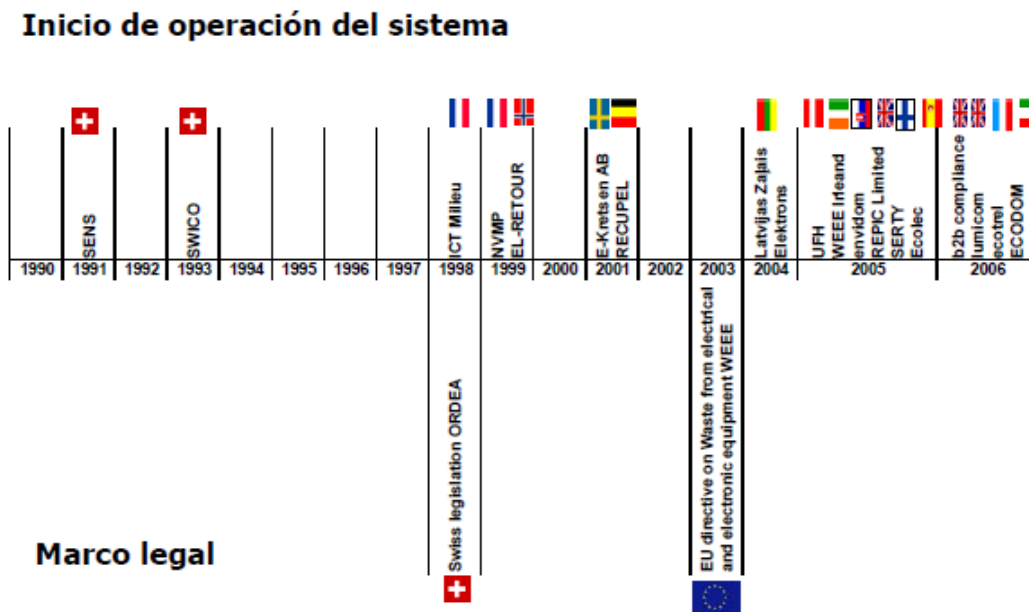 Inicio de operación del sistema
SENS
SWICO
ICT Milieu
NVMP
EL-RETOUR
E-Kretsen AB
RECUPEL
Latvijas Zaļais
Elektrons
UFH
WEEE Irleand
envidom
REPIC Limited
SERTY
Ecolec
b2b compliance
lumicom
ecotrel
ECODOM
1990 1991 1992 1993 1994 1995 1996 1997 1998 1999 2000 2001 2002 2003 2004 2005 2006
Swiss legislation ORDEA
EU directive on Waste from electrical
and electronic equipment WEEE
Marco legal